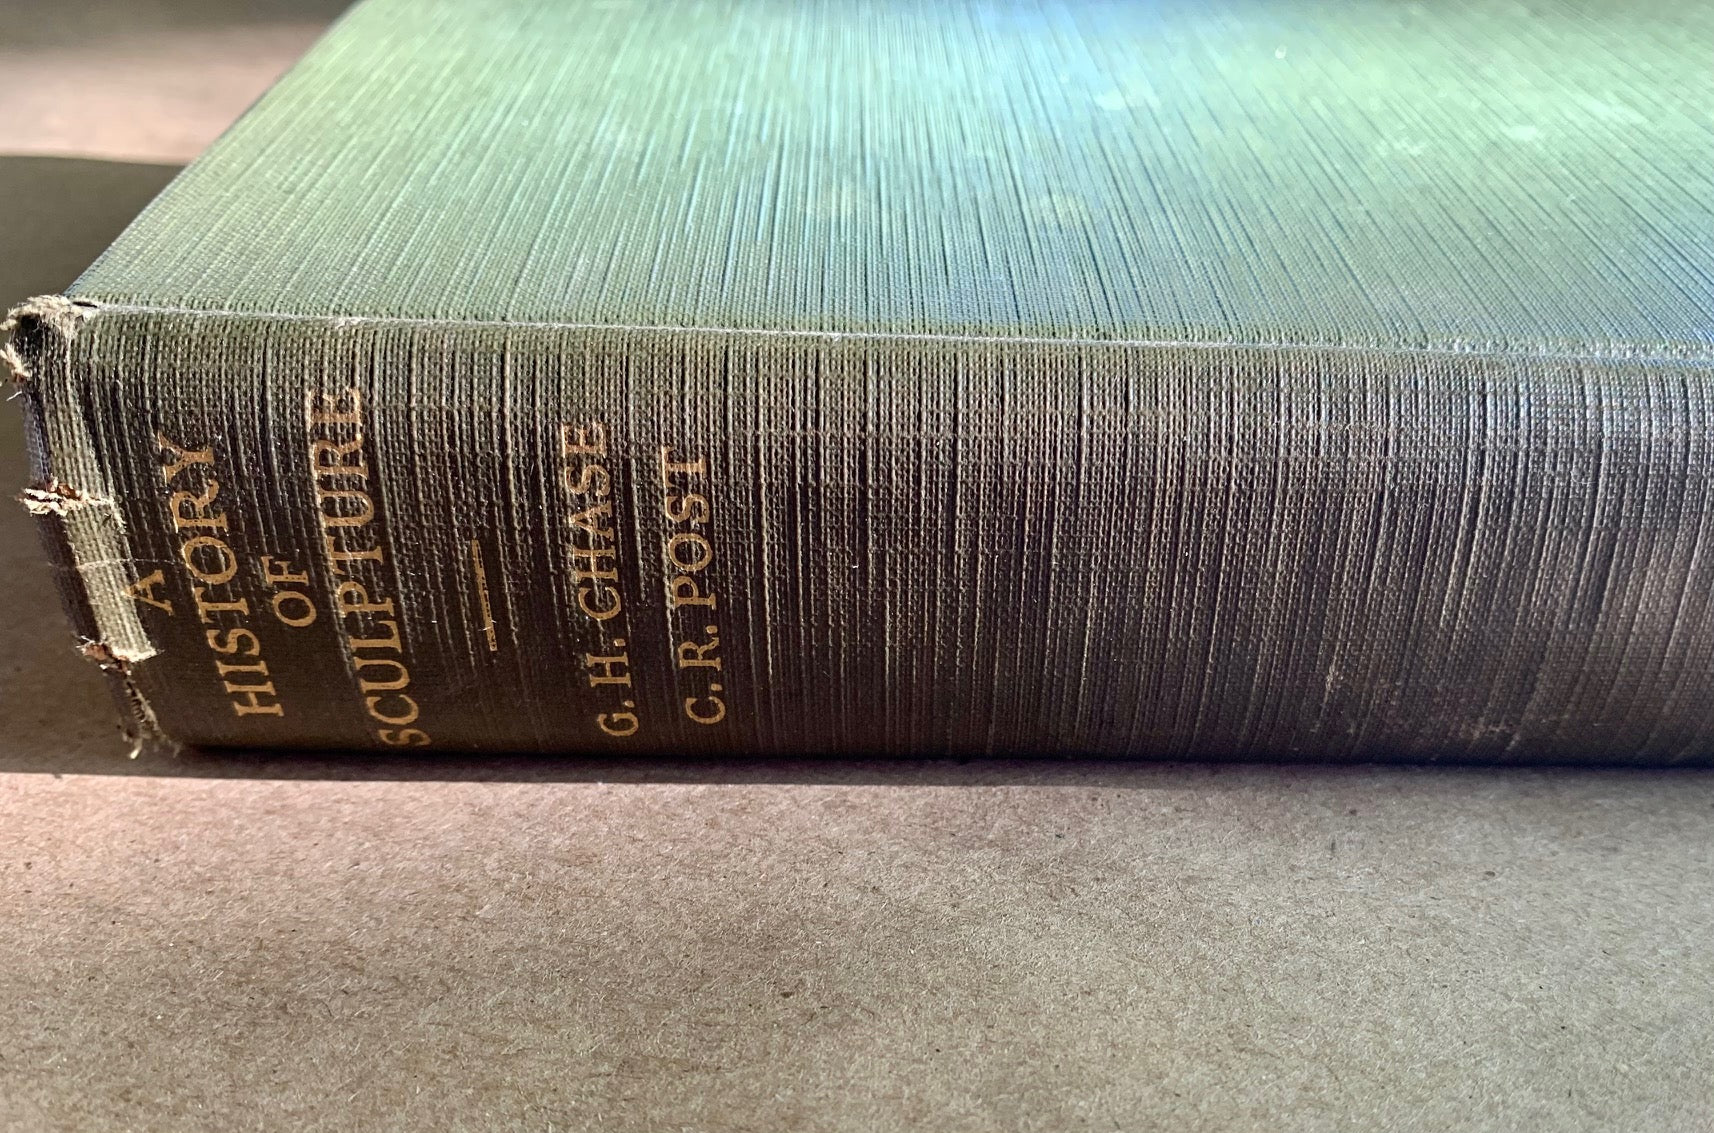 A
HISTORY
OF
SCULPTURE
G. H. CHASE
C. R. POST